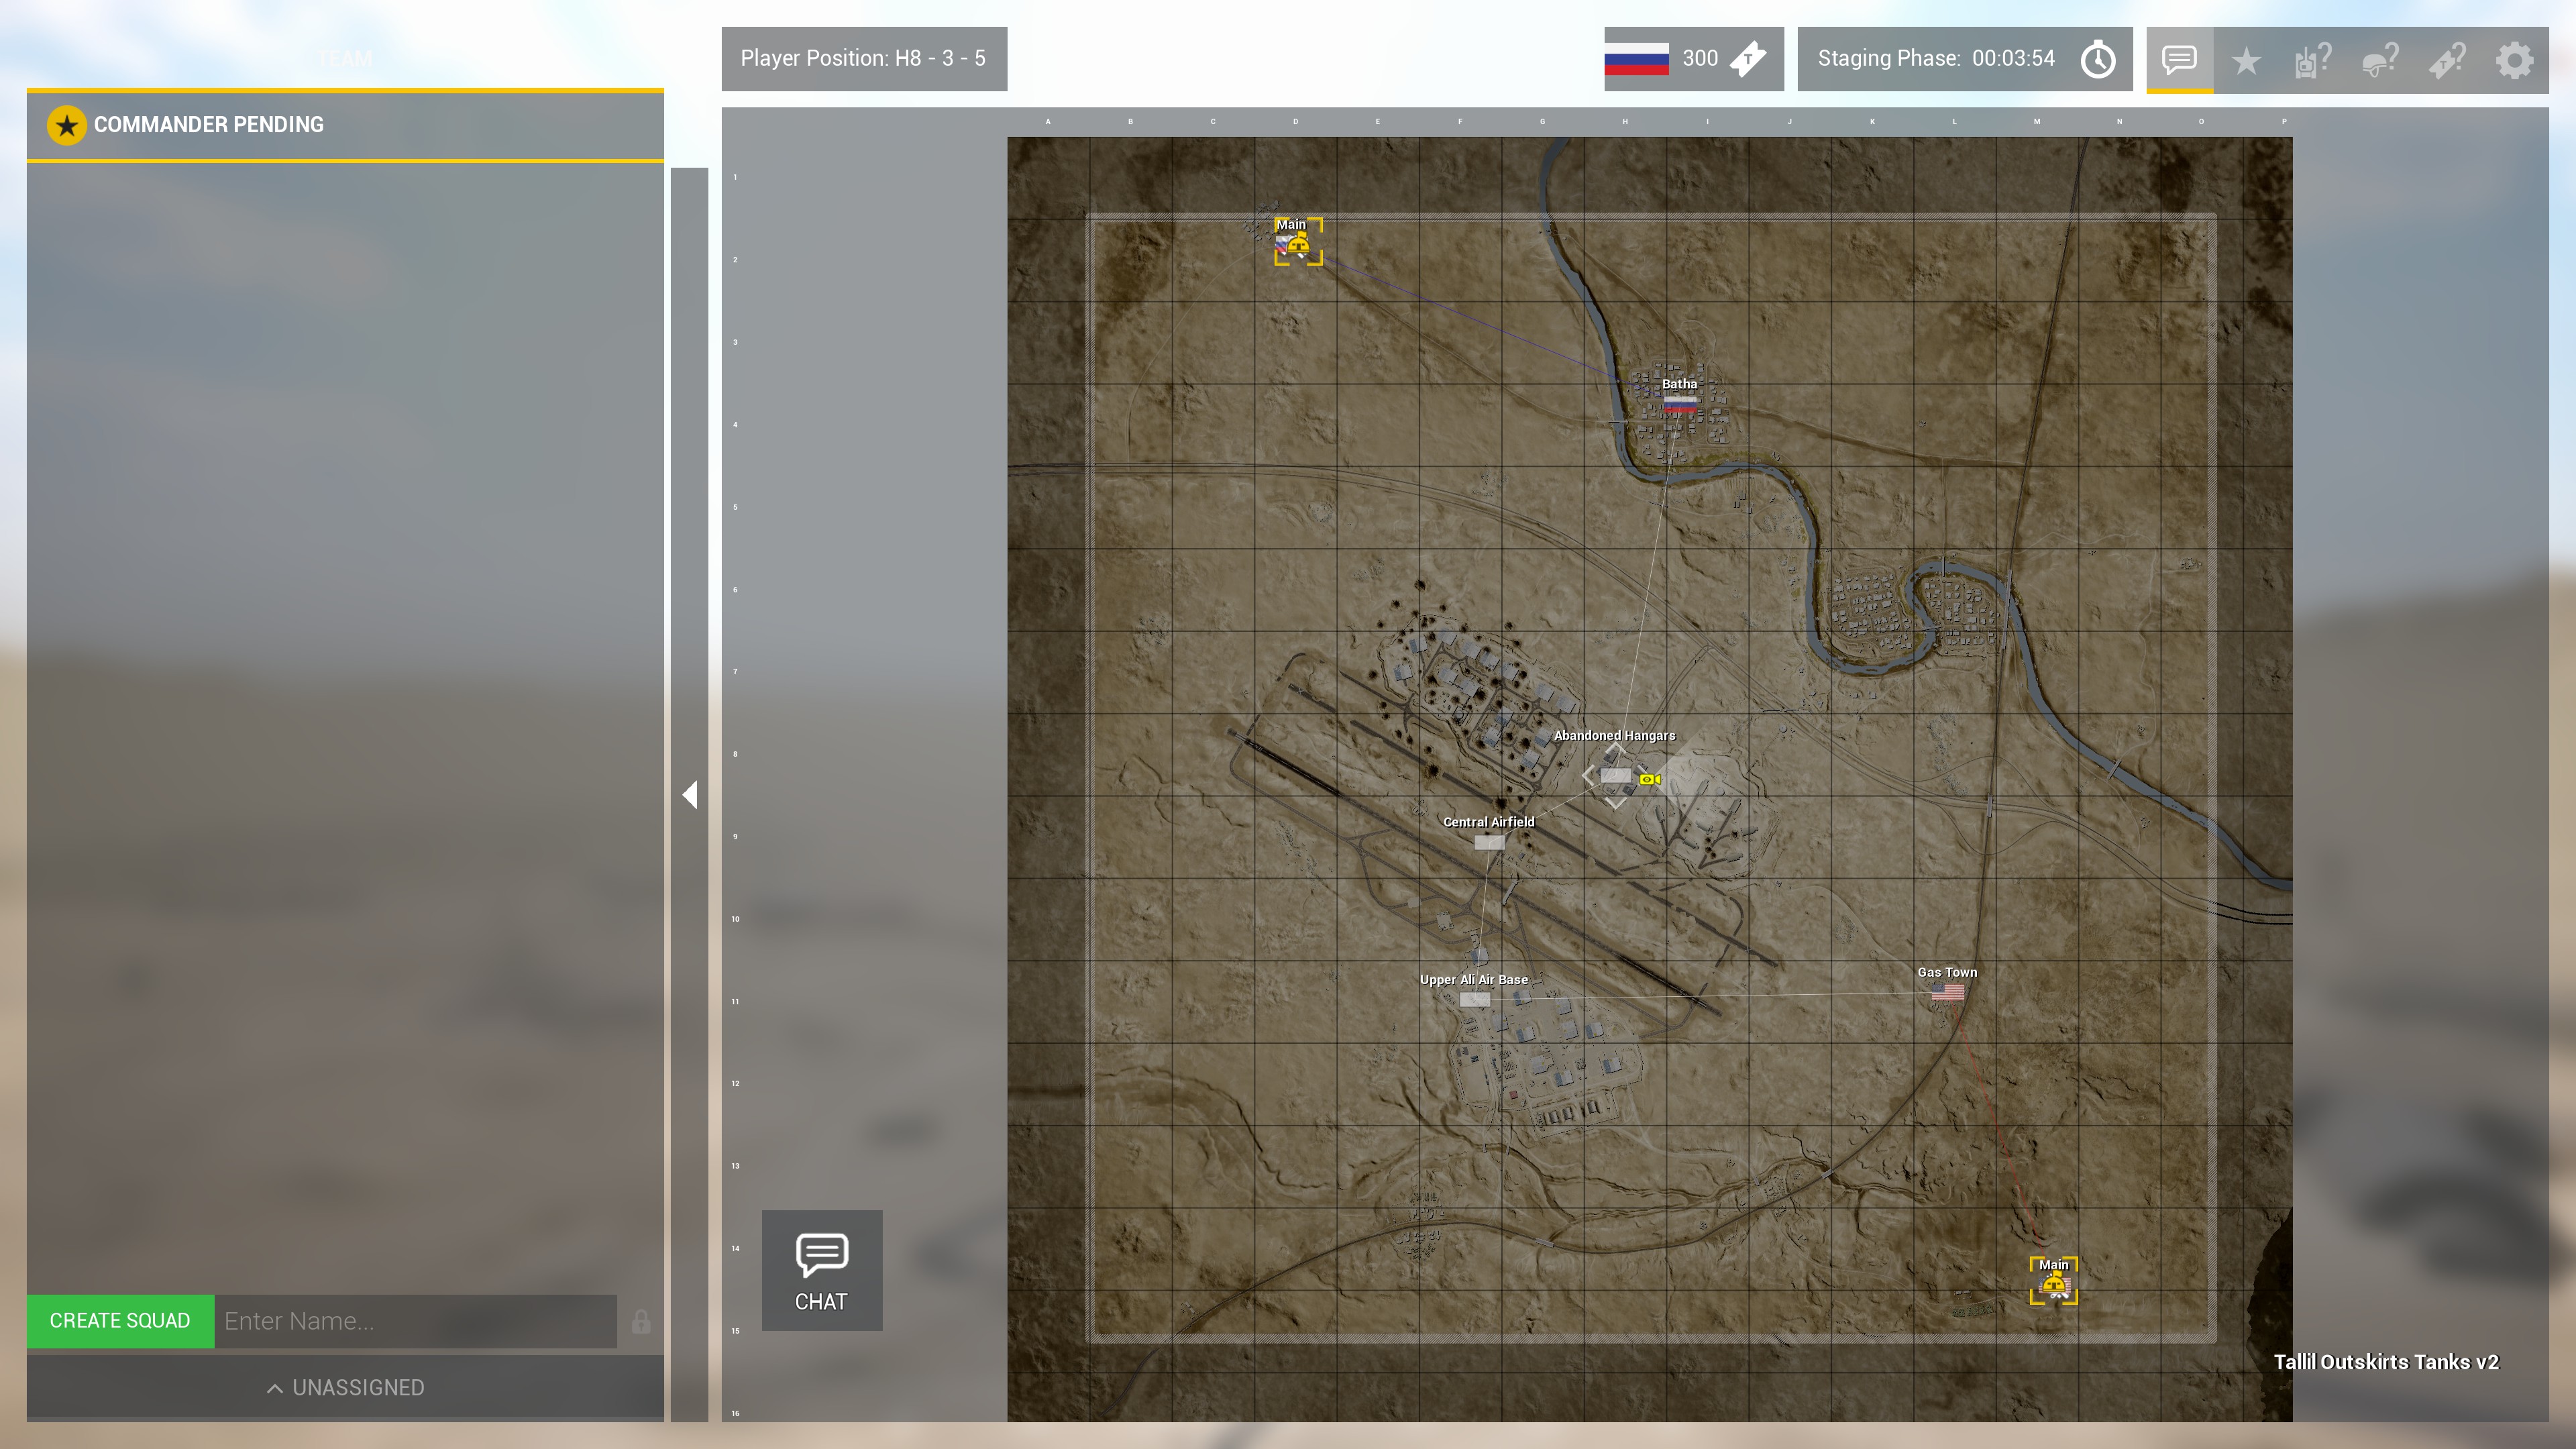 TEAM
Player Position: H8 - 3 - 5
300
Staging Phase: 00:03:54
COMMANDER PENDING
A B C D E F G H I J K L M N O P
1
Main
2
3
Batha
4
5
6
7
Abandoned Hangars
8
Central Airfield
9
10
Gas Town
Upper Ali Air Base
11
12
13
14
Main
CHAT
CREATE SQUAD Enter Name...
15
Tallil Outskirts Tanks v2
UNASSIGNED
16